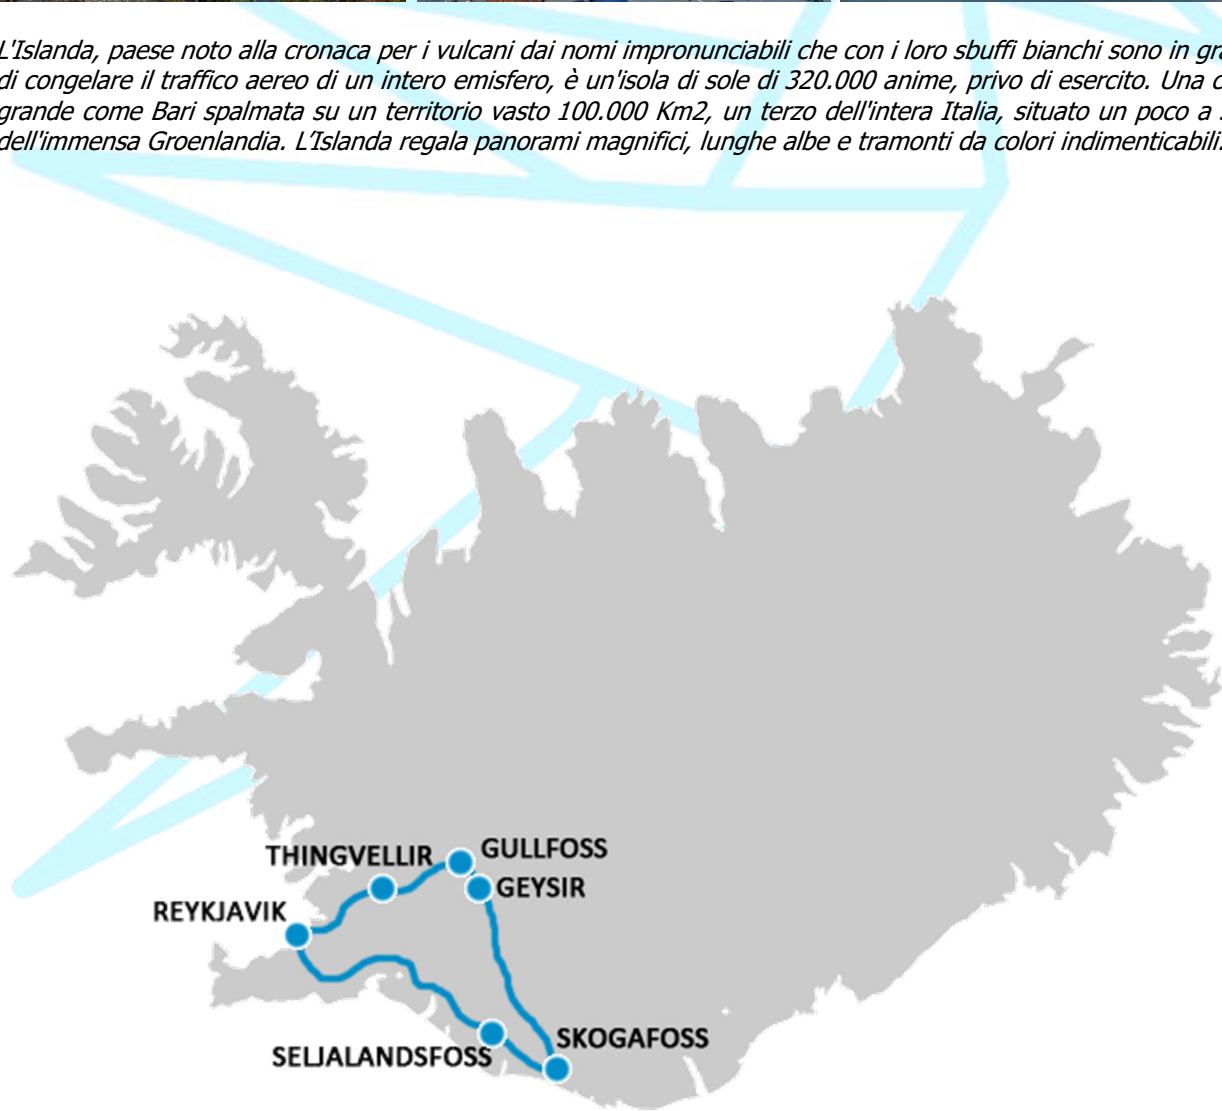 L'Islanda, paese noto alla cronaca per i vulcani dai nomi impronunciabili che con i loro sbuffi bianchi sono in gra
di congelare il traffico aereo di un intero emisfero, è un'isola di sole di 320.000 anime, privo di esercito. Una c
grande come Bari spalmata su un territorio vasto 100.000 Km2, un terzo dell'intera Italia, situato un poco a
dell'immensa Groenlandia. L'Islanda regala panorami magnifici, lunghe albe e tramonti da colori indimenticabili.
THINGVELLIR
GULLFOSS
GEYSIR
REYKJAVIK
SKOGAFOSS
SELJALANDSFOSS